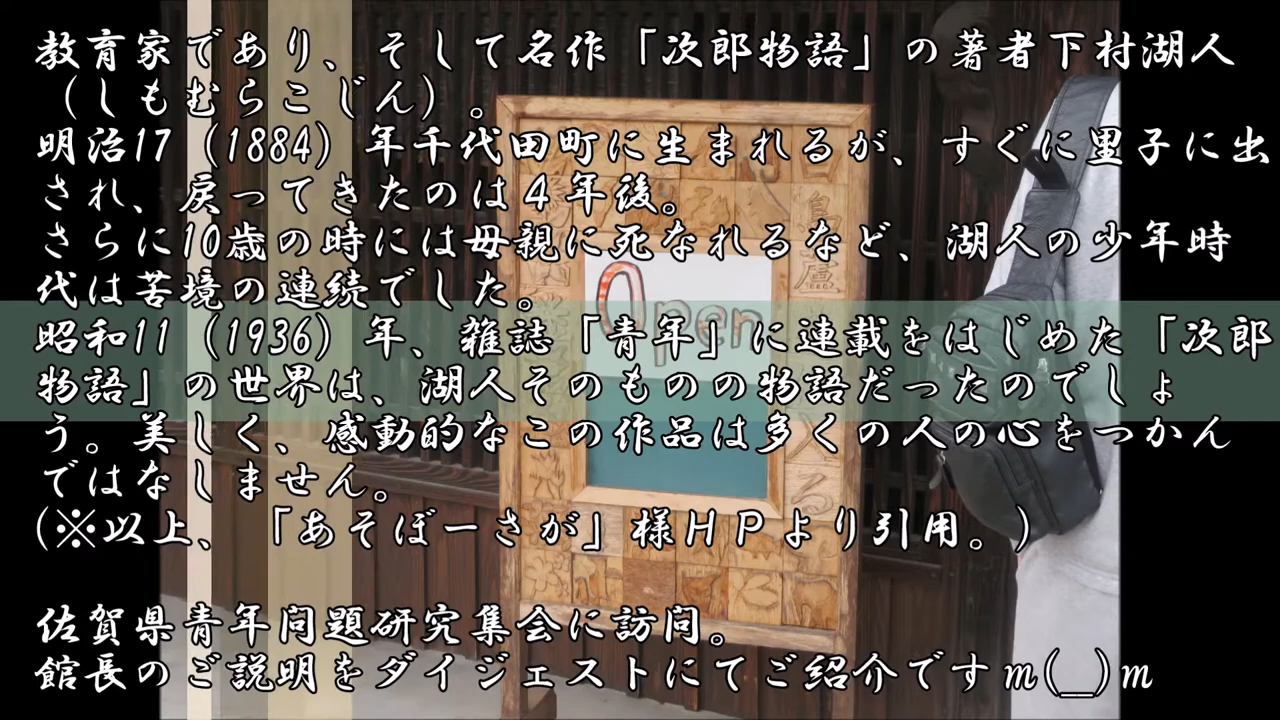 教育家であり、そして名作「次郎物語」の著者下村湖人
（しもむらこじん）。
明治17（1884）年千代田町に生まれるが、すぐに里子に出
され、戻ってきたのは４年後。
さらに10歳の時には母親に死なれるなど、湖人の少年時
代は苦境の連続でした。
昭和11（1936）年、雑誌「青年」に連載をはじめた「次郎
物語」の世界は、湖人そのものの物語だったのでしょ
う。美しく、感動的なこの作品は多くの人の心をつかん
ではなしません。
(※以上、「あそぼーさが」様ＨＰより引用。)
佐賀県青年問題研究集会に訪問。
館長のご説明をダイジェストにてご紹介ですm(_)m
Open